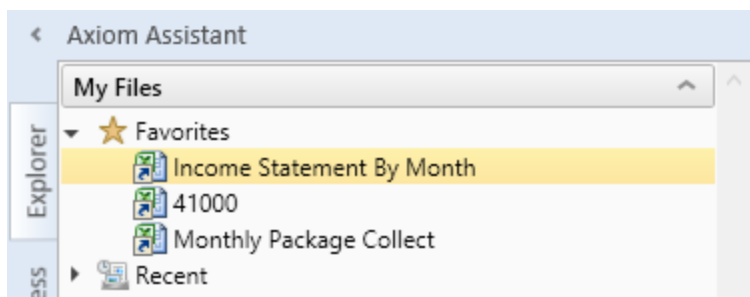 Axiom Assistant
My Files
Favorites
Income Statement By Month
41000
Monthly Package Collect
Recent
Explorer